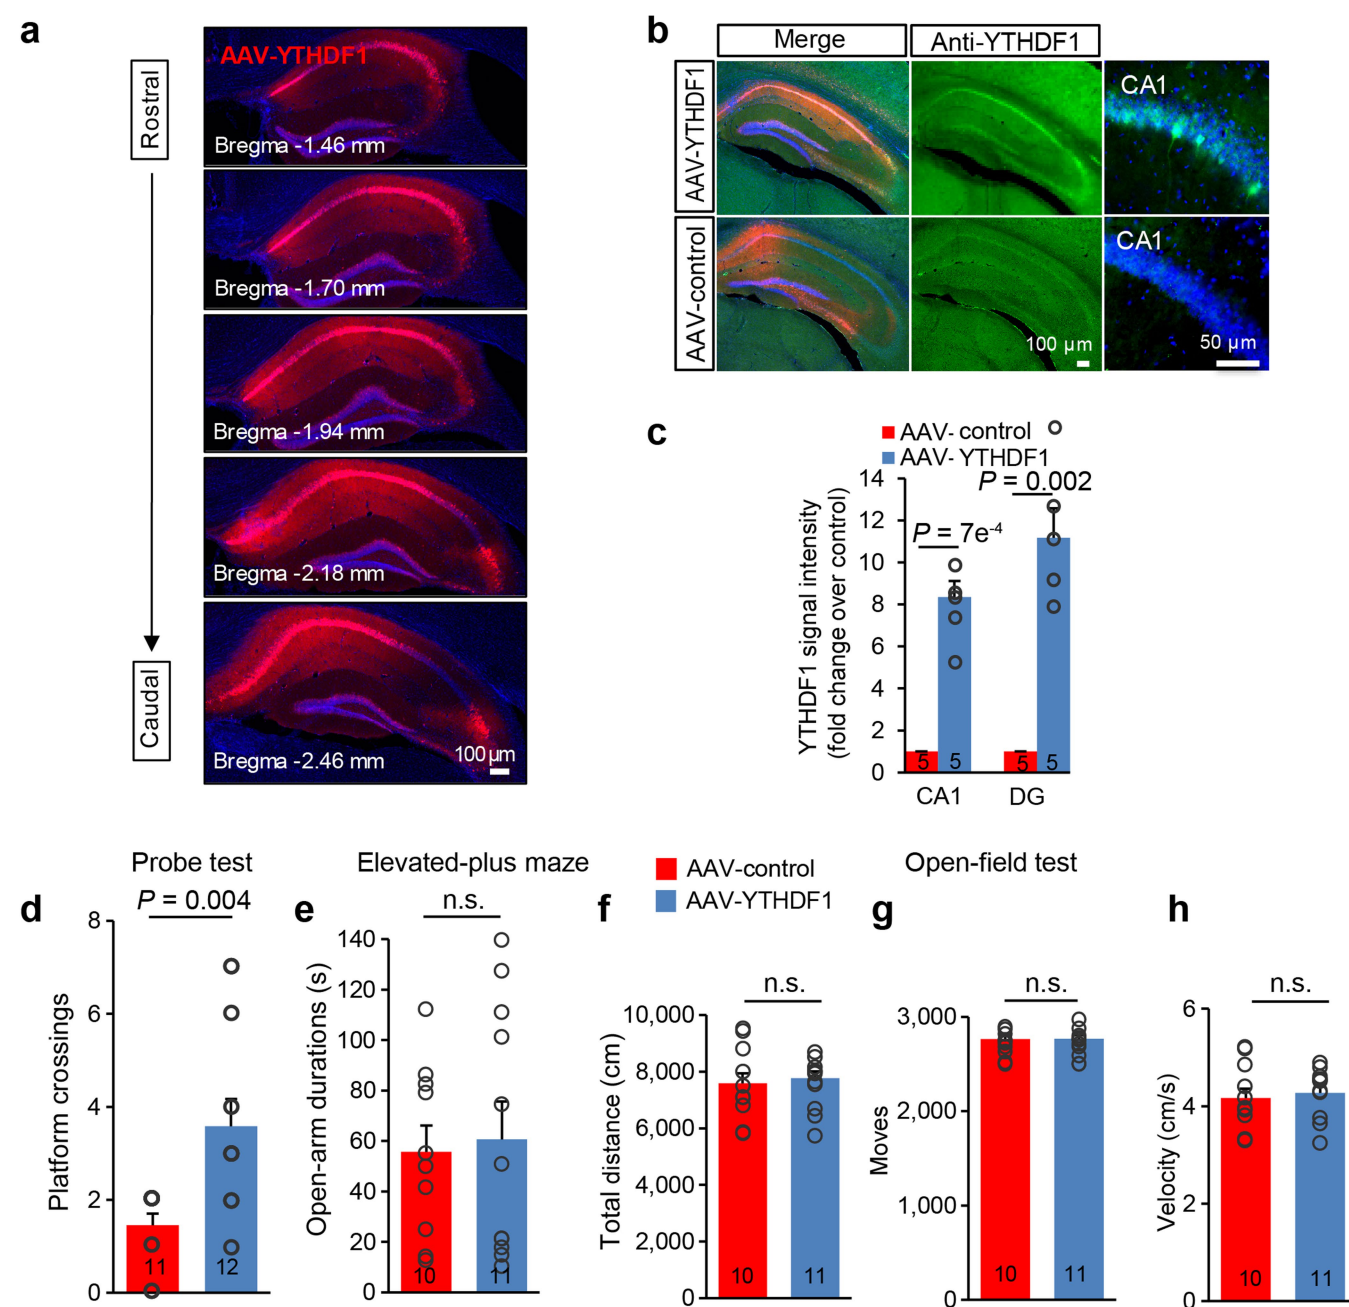 a
Rostral
Caudal
AAV-YTHDF1
Bregma -1.46 mm
Bregma -1.70 mm
Bregma -1.94 mm
Bregma -2.18 mm
Bregma -2.46 mm
100 µm
b
Merge
Anti-YTHDF1
AAV-YTHDF1
AAV-control
CA1
CA1
100 µm
50 µm
c
AAV-control
AAV-YTHDF1
YTHDF1 signal intensity
(fold change over control)
14
12
10
8
6
4
2
0
P = 7e-4
P = 0.002
5
5
5
5
CA1
DG
Probe test
Elevated-plus maze
AAV-control
AAV-YTHDF1
Open-field test
d
P = 0.004
Platform crossings
8
6
4
2
0
11
12
e
n.s.
Open-arm durations (s)
140
120
100
80
60
40
20
0
10
11
f
n.s.
Total distance (cm)
10,000
8,000
6,000
4,000
2,000
0
10
11
g
n.s.
Moves
3,000
2,000
1,000
0
10
11
h
n.s.
Velocity (cm/s)
6
4
2
0
10
11